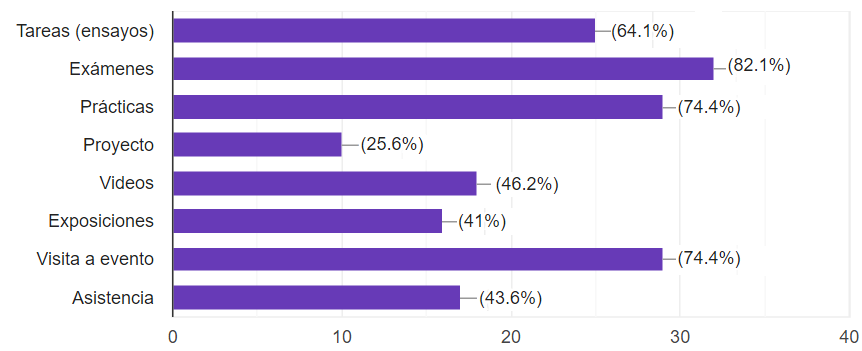 Tareas (ensayos) (64.1%)
Exámenes (82.1%)
Prácticas (74.4%)
Proyecto (25.6%)
Videos (46.2%)
Exposiciones (41%)
Visita a evento (74.4%)
Asistencia (43.6%)
0 10 20 30 40